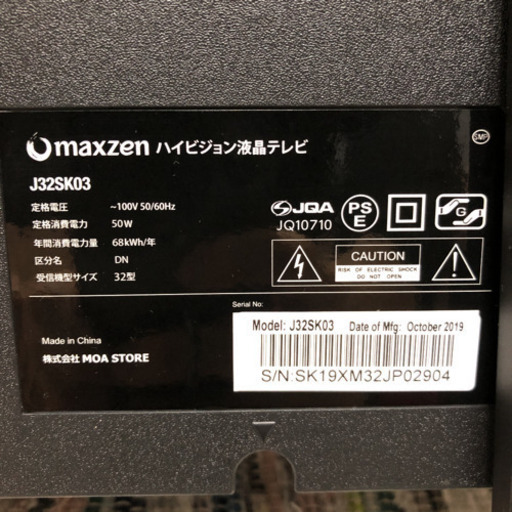 maxzen ハイビジョン液晶テレビ
SMP
J32SK03
定格電圧 ~100V 50/60Hz
定格消費電力 50W
年間消費電力量 68kWh/年
区分名 DN
受信機型サイズ 32型
JQA
JQ10710
PS
E
G
CAUTION
RISK OF ELECTRIC SHOCK
DO NOT OPEN
Serial No:
Model: J32SK03 Date of Mfg: October 2019
S/N:SK19XM32JP02904
Made in China
株式会社 MOA STORE